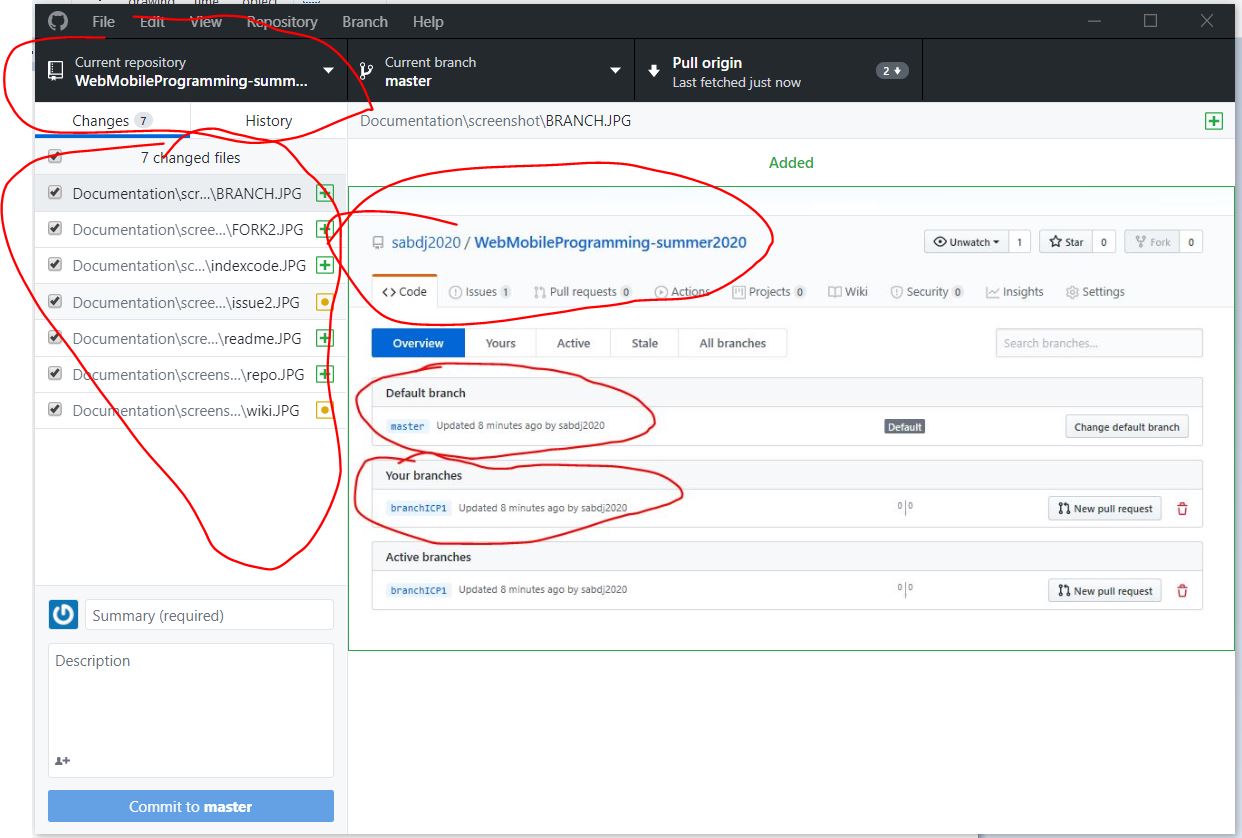 File Edit View Repository Branch Help
Current repository
WebMobileProgramming-summ...
Current branch
master
Pull origin
Last fetched just now
2
Changes 7
History
Documentation\screenshot\BRANCH.JPG
7 changed files
Added
Documentation\scr...\BRANCH.JPG
Documentation\scree...\FORK2.JPG
Documentation\sc...\indexcode.JPG
Documentation\scree...\issue2.JPG
Documentation\scre...\readme.JPG
Documentation\screens...\repo.JPG
Documentation\screens...\wiki.JPG
Summary (required)
Description
Commit to master
sabdj2020 / WebMobileProgramming-summer2020
Unwatch 1 Star 0 Fork 0
Code Issues 1 Pull requests 0 Actions Projects 0 Wiki Security 0 Insights Settings
Overview Yours Active Stale All branches
Search branches...
Default branch
master Updated 8 minutes ago by sabdj2020 Default Change default branch
Your branches
branchICP1 Updated 8 minutes ago by sabdj2020 0|0 New pull request
Active branches
branchICP1 Updated 8 minutes ago by sabdj2020 0|0 New pull request